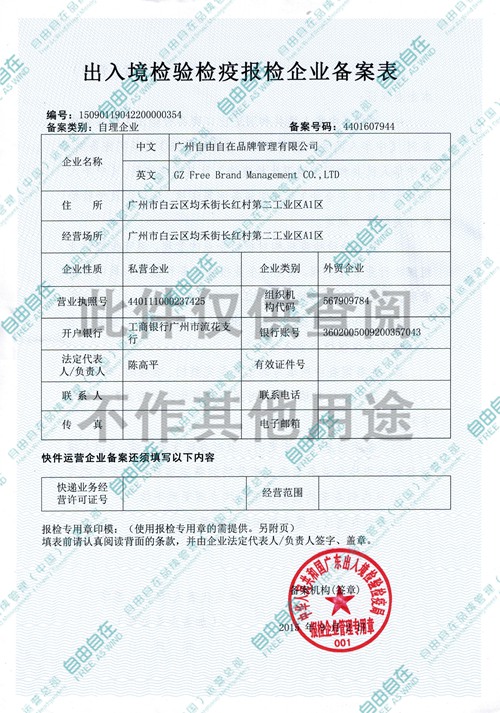 出入境检验检疫报检企业备案表
编号：15090119042200000354
备案类别：自理企业 备案号码：4401607944
企业名称 中文 广州自由自在品牌管理有限公司
英文 GZ Free Brand Management CO.,LTD
住 所 广州市白云区均禾街长红村第二工业区A1区
经营场所 广州市白云区均禾街长红村第二工业区A1区
企业性质 私营企业 企业类别 外贸企业
营业执照号 440111000237425 组织机构代码 567909784
开户银行 工商银行广州市流花支行 银行账号 3602005009200357043
法定代表人/负责人 陈高平 有效证件号
联 系 人 联系电话
传 真 电子邮箱
此件仅供查阅
不作其他用途
快件运营企业备案还须填写以下内容
快递业务经营许可证号 经营范围
报检专用章印模：（使用报检专用章的需提供。另附页）
填表前请认真阅读背面的条款，并由企业法定代表人/负责人签字、盖章。
备案机构(签章)
中华人民共和国广东出入境检验检疫局
报检企业管理专用章
001
2015 年
自由自在
FREE AS WIND
自由自在品牌管理（中国）运营总部